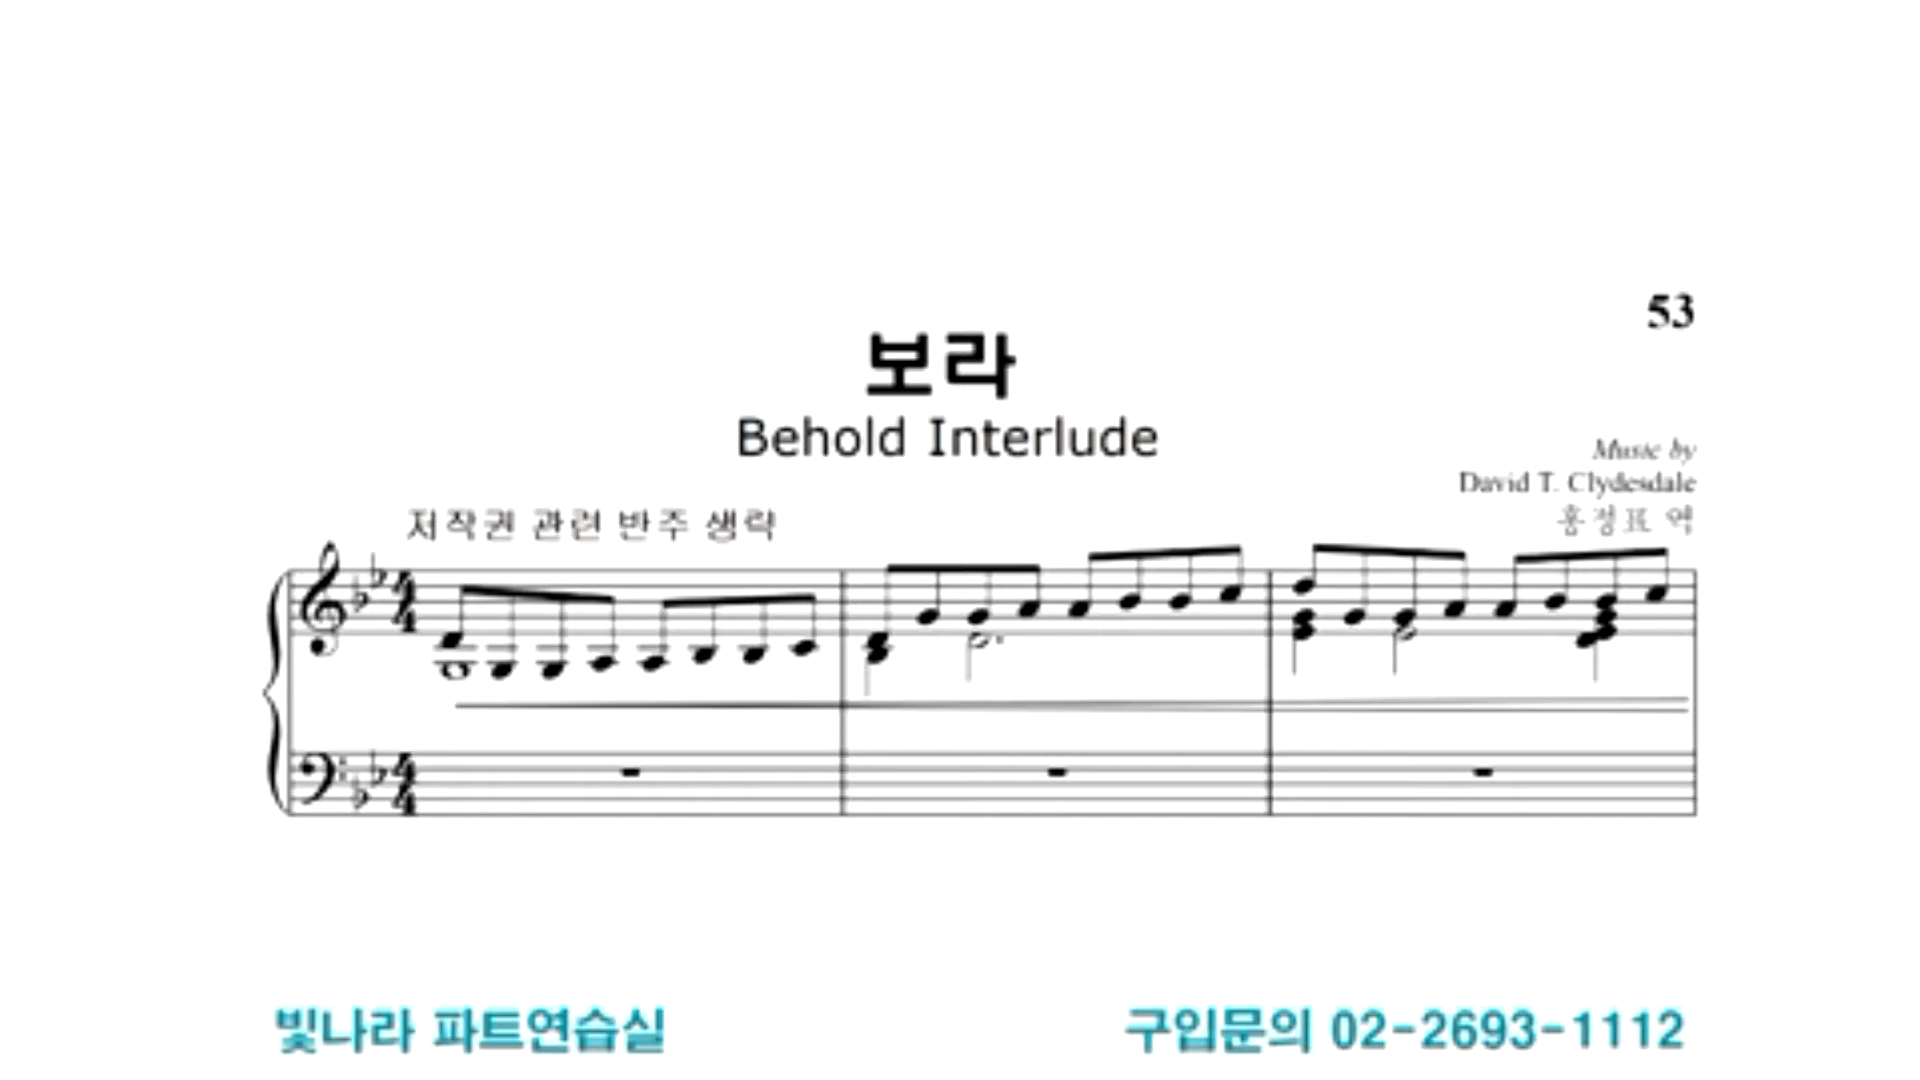 53
보라
Behold Interlude
Music by
David T. Clydesdale
홍정표 역
저작권 관련 반주 생략
빛나라 파트연습실
구입문의 02-2693-1112